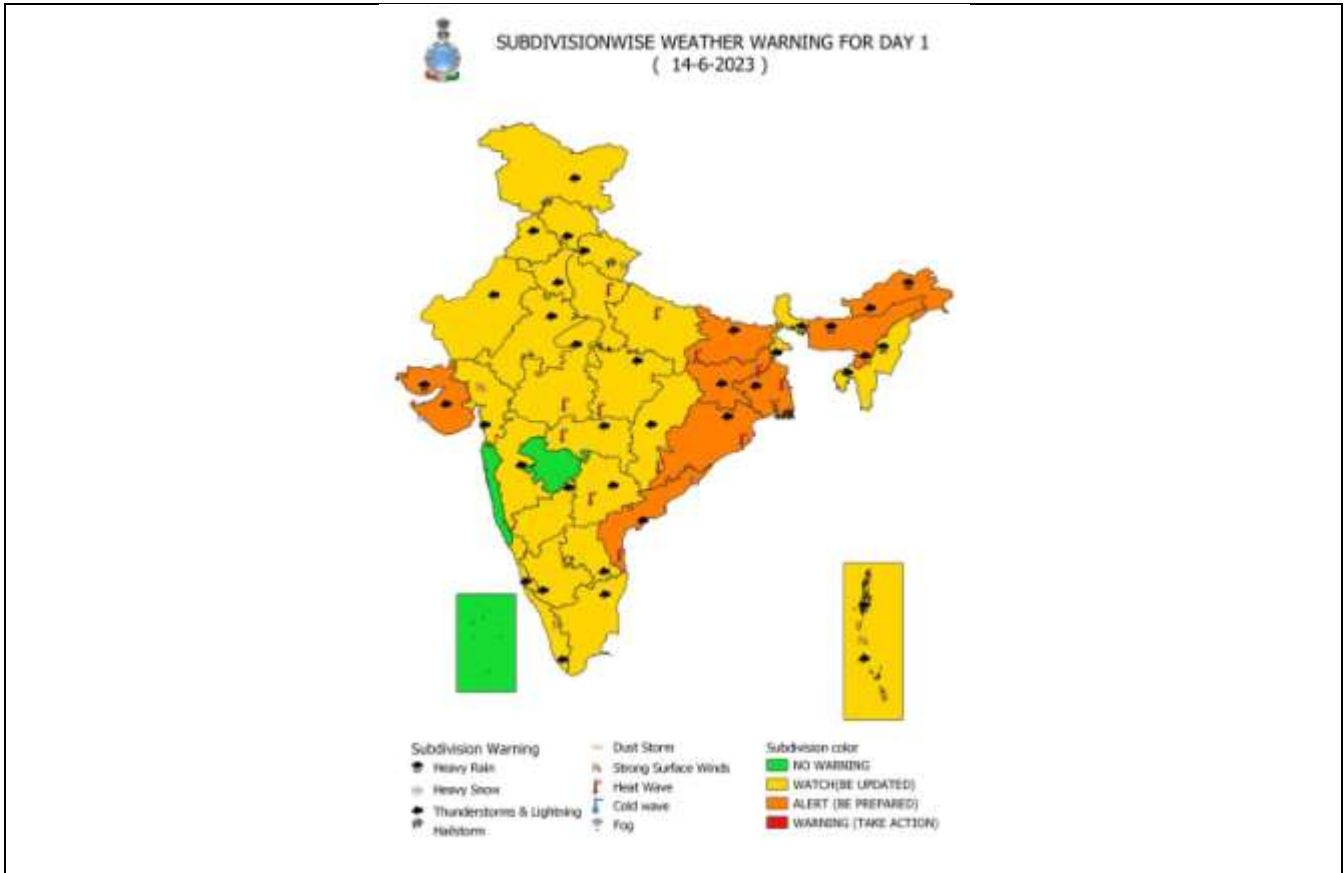 SUBDIVISIONWISE WEATHER WARNING FOR DAY 1
( 14-6-2023 )
Subdivision Warning
Heavy Rain
Heavy Snow
Thunderstorms & Lightning
Hailstorm
Dust Storm
Strong Surface Winds
Heat Wave
Cold wave
Fog
Subdivision color
NO WARNING
WATCH(BE UPDATED)
ALERT (BE PREPARED)
WARNING (TAKE ACTION)